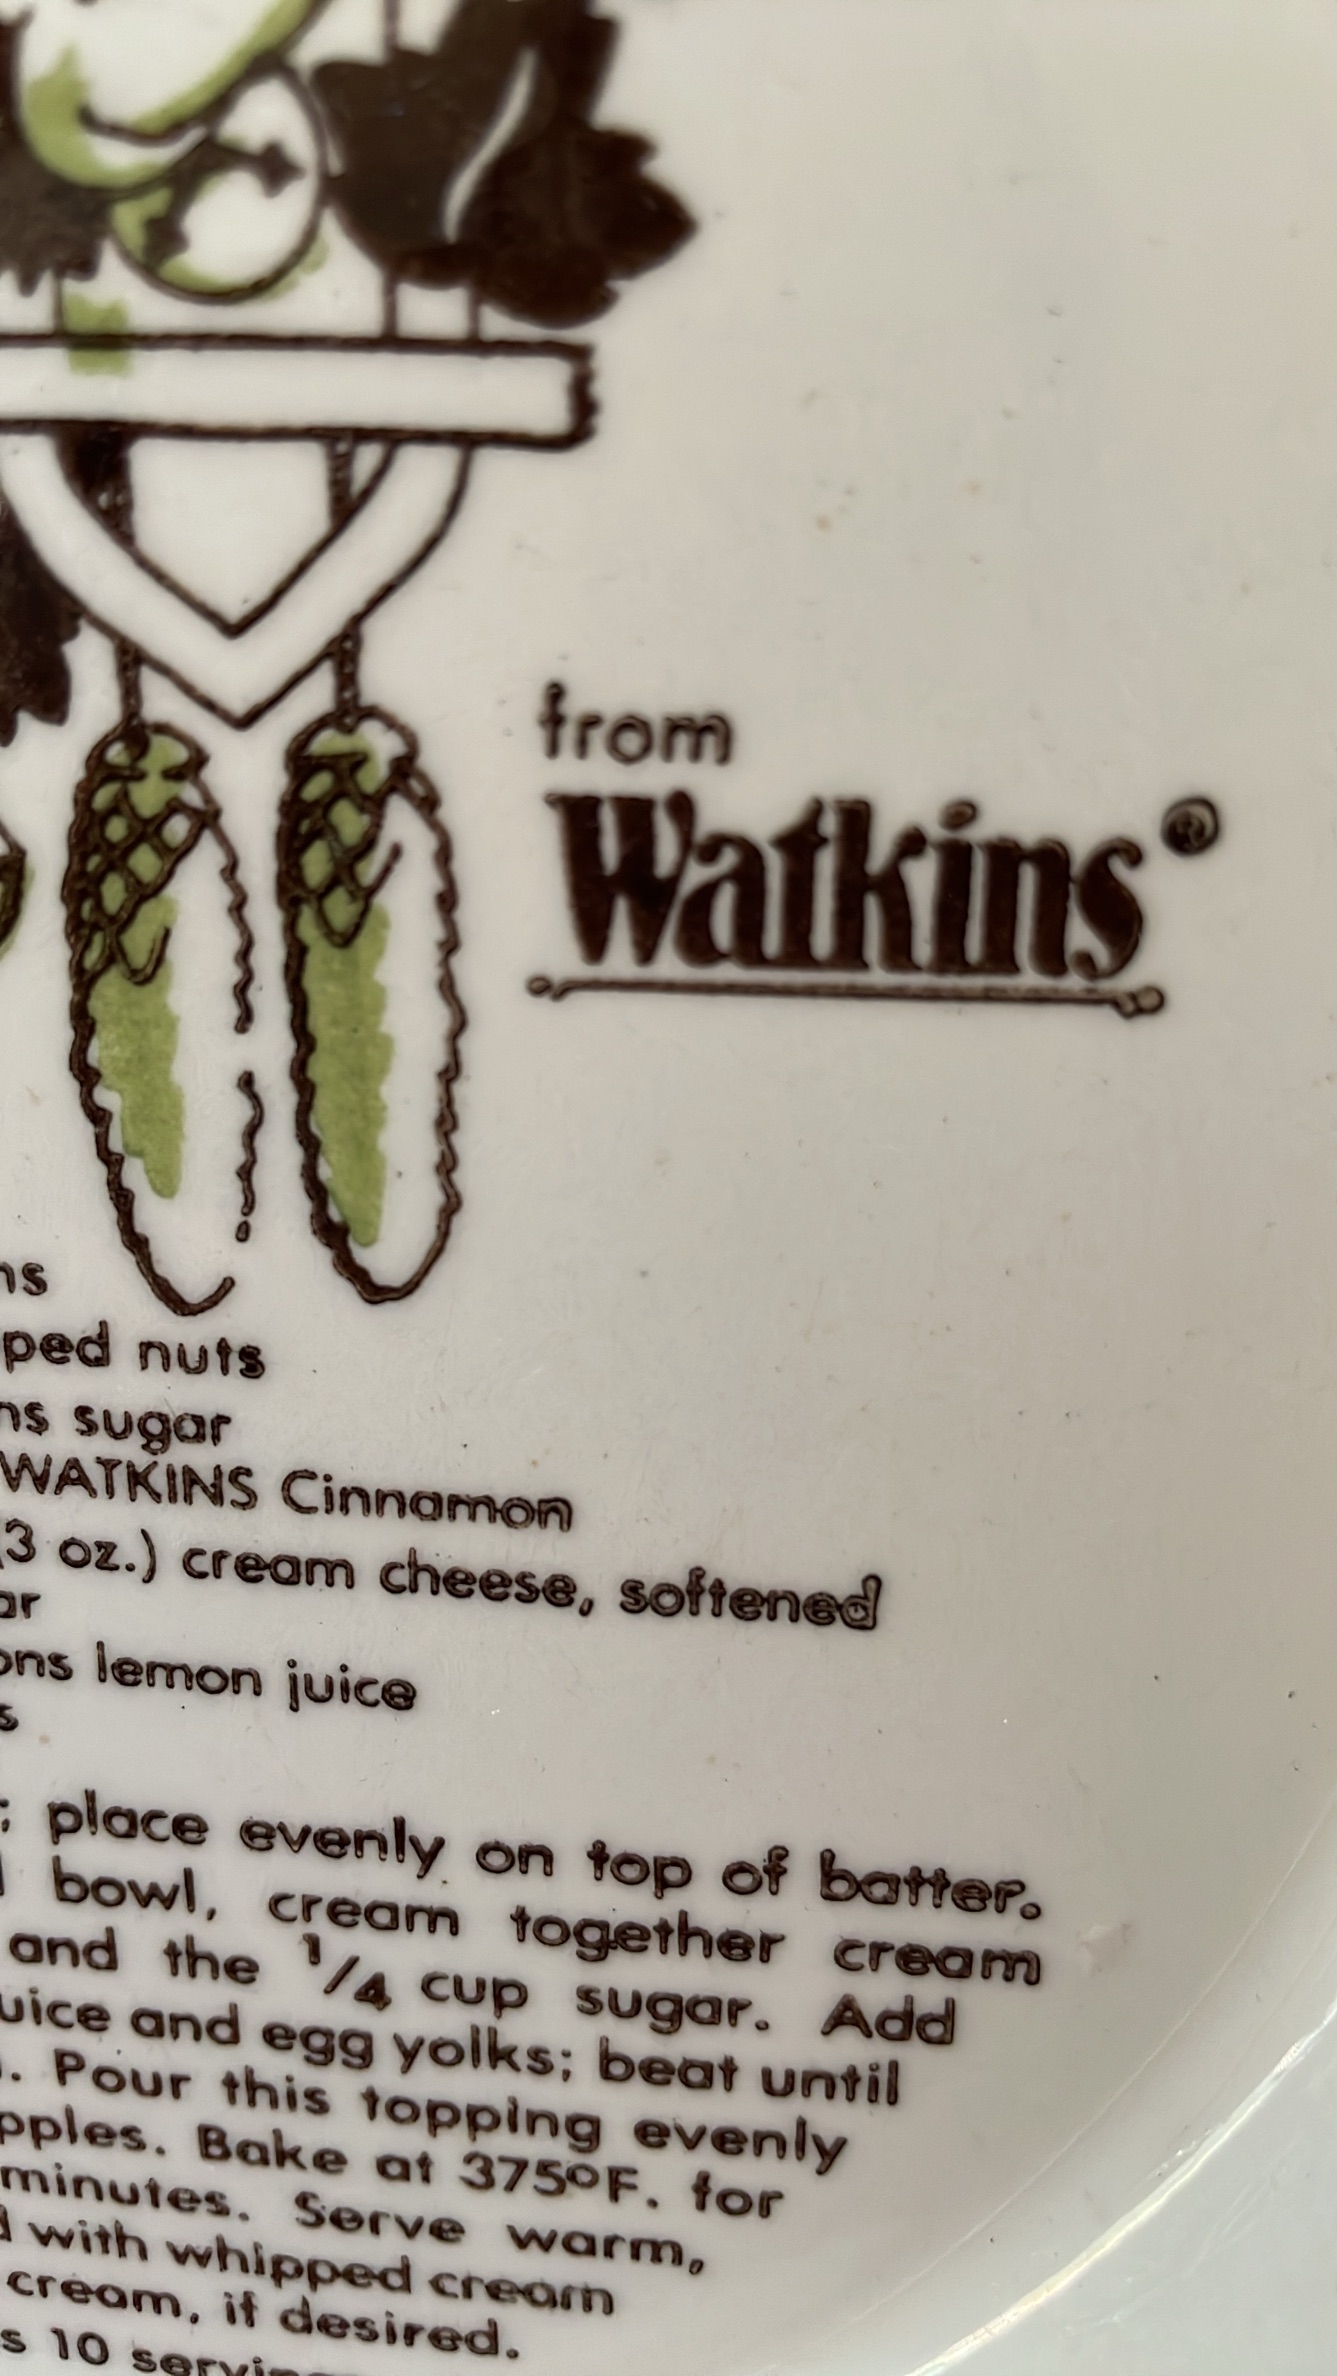 from
Watkins®
ns
ped nuts
ns sugar
WATKINS Cinnamon
(3 oz.) cream cheese, softened
ar
ons lemon juice
s
; place evenly on top of batter.
bowl, cream together cream
and the 1/4 cup sugar. Add
uice and egg yolks; beat until
. Pour this topping evenly
pples. Bake at 375ºF. for
minutes. Serve warm,
d with whipped cream
cream, if desired.
s 10 servin